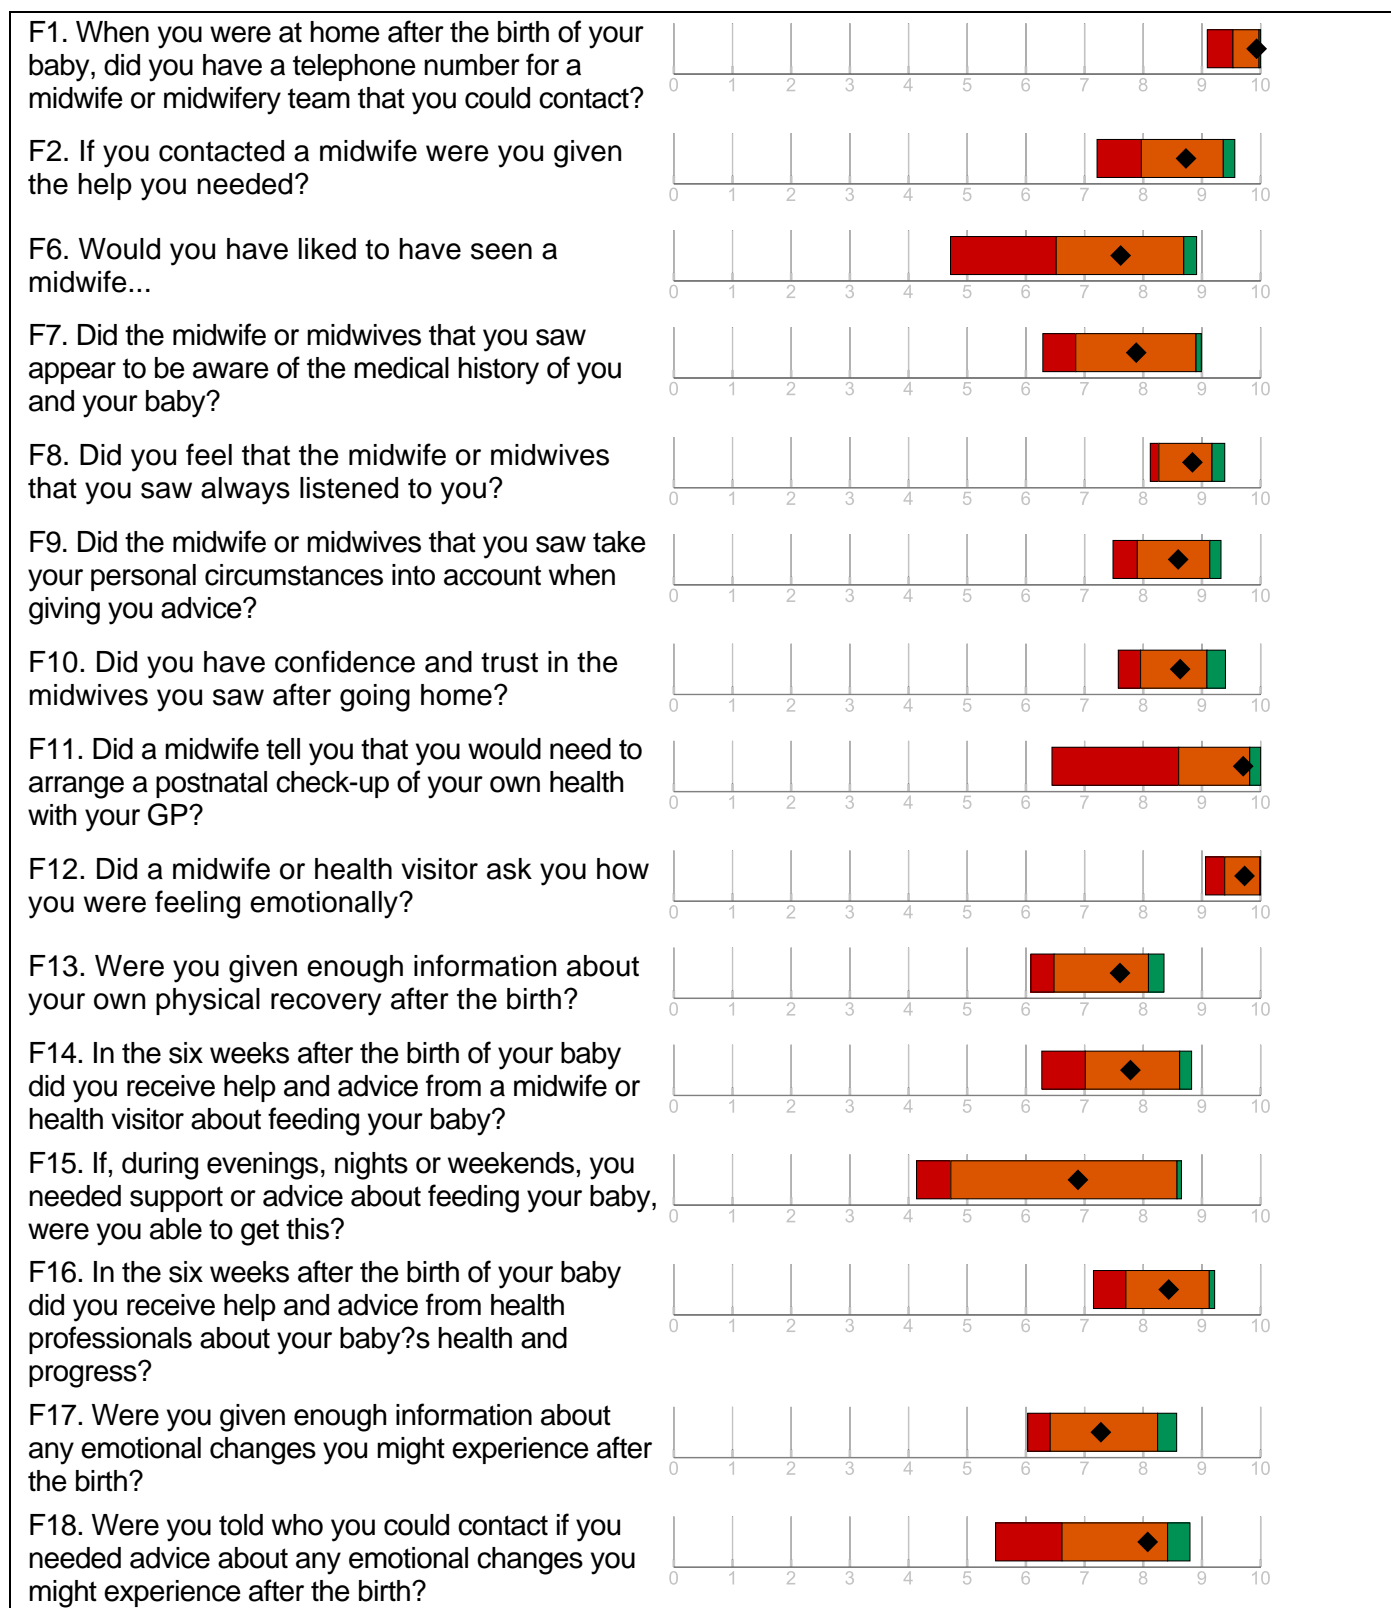 F1. When you were at home after the birth of your
baby, did you have a telephone number for a
midwife or midwifery team that you could contact?
0 1 2 3 4 5 6 7 8 9 10
F2. If you contacted a midwife were you given
the help you needed?
0 1 2 3 4 5 6 7 8 9 10
F6. Would you have liked to have seen a
midwife...
0 1 2 3 4 5 6 7 8 9 10
F7. Did the midwife or midwives that you saw
appear to be aware of the medical history of you
and your baby?
0 1 2 3 4 5 6 7 8 9 10
F8. Did you feel that the midwife or midwives
that you saw always listened to you?
0 1 2 3 4 5 6 7 8 9 10
F9. Did the midwife or midwives that you saw take
your personal circumstances into account when
giving you advice?
0 1 2 3 4 5 6 7 8 9 10
F10. Did you have confidence and trust in the
midwives you saw after going home?
0 1 2 3 4 5 6 7 8 9 10
F11. Did a midwife tell you that you would need to
arrange a postnatal check-up of your own health
with your GP?
0 1 2 3 4 5 6 7 8 9 10
F12. Did a midwife or health visitor ask you how
you were feeling emotionally?
0 1 2 3 4 5 6 7 8 9 10
F13. Were you given enough information about
your own physical recovery after the birth?
0 1 2 3 4 5 6 7 8 9 10
F14. In the six weeks after the birth of your baby
did you receive help and advice from a midwife or
health visitor about feeding your baby?
0 1 2 3 4 5 6 7 8 9 10
F15. If, during evenings, nights or weekends, you
needed support or advice about feeding your baby,
were you able to get this?
0 1 2 3 4 5 6 7 8 9 10
F16. In the six weeks after the birth of your baby
did you receive help and advice from health
professionals about your baby?s health and
progress?
0 1 2 3 4 5 6 7 8 9 10
F17. Were you given enough information about
any emotional changes you might experience after
the birth?
0 1 2 3 4 5 6 7 8 9 10
F18. Were you told who you could contact if you
needed advice about any emotional changes you
might experience after the birth?
0 1 2 3 4 5 6 7 8 9 10